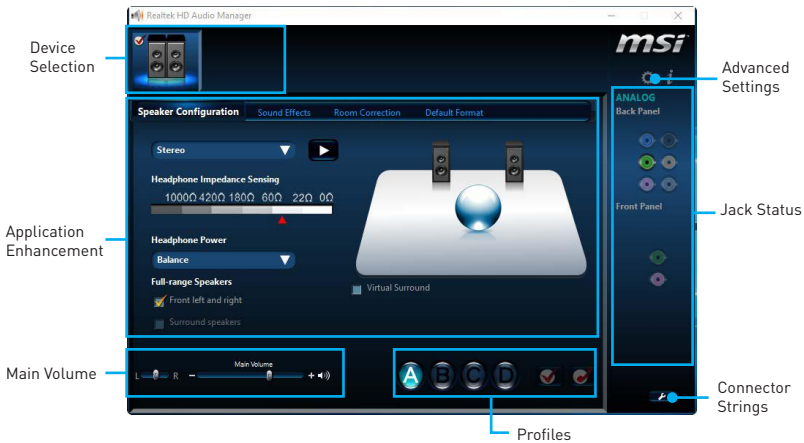 Realtek HD Audio Manager
msi
Device
Selection
Advanced
Settings
i
ANALOG
Back Panel
Speaker Configuration
Sound Effects
Room Correction
Default Format
Stereo
Headphone Impedance Sensing
1000Ω 420Ω 180Ω 60Ω 22Ω 0Ω
Front Panel
Jack Status
Application
Enhancement
Headphone Power
Balance
Full-range Speakers
Front left and right
Surround speakers
Virtual Surround
Main Volume
Main Volume
L R - +
A B C D
Connector
Strings
Profiles